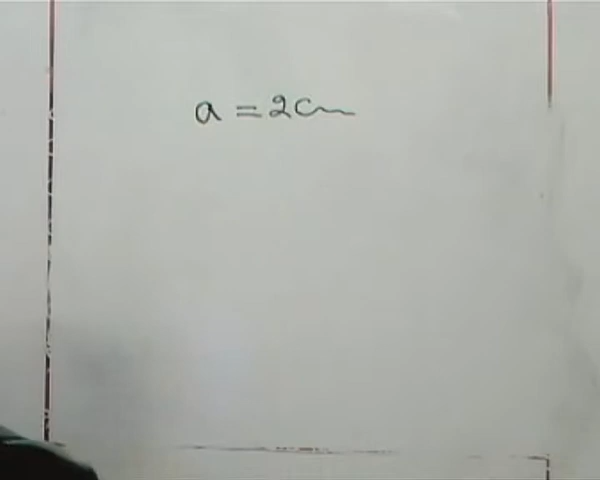 a = 2cm